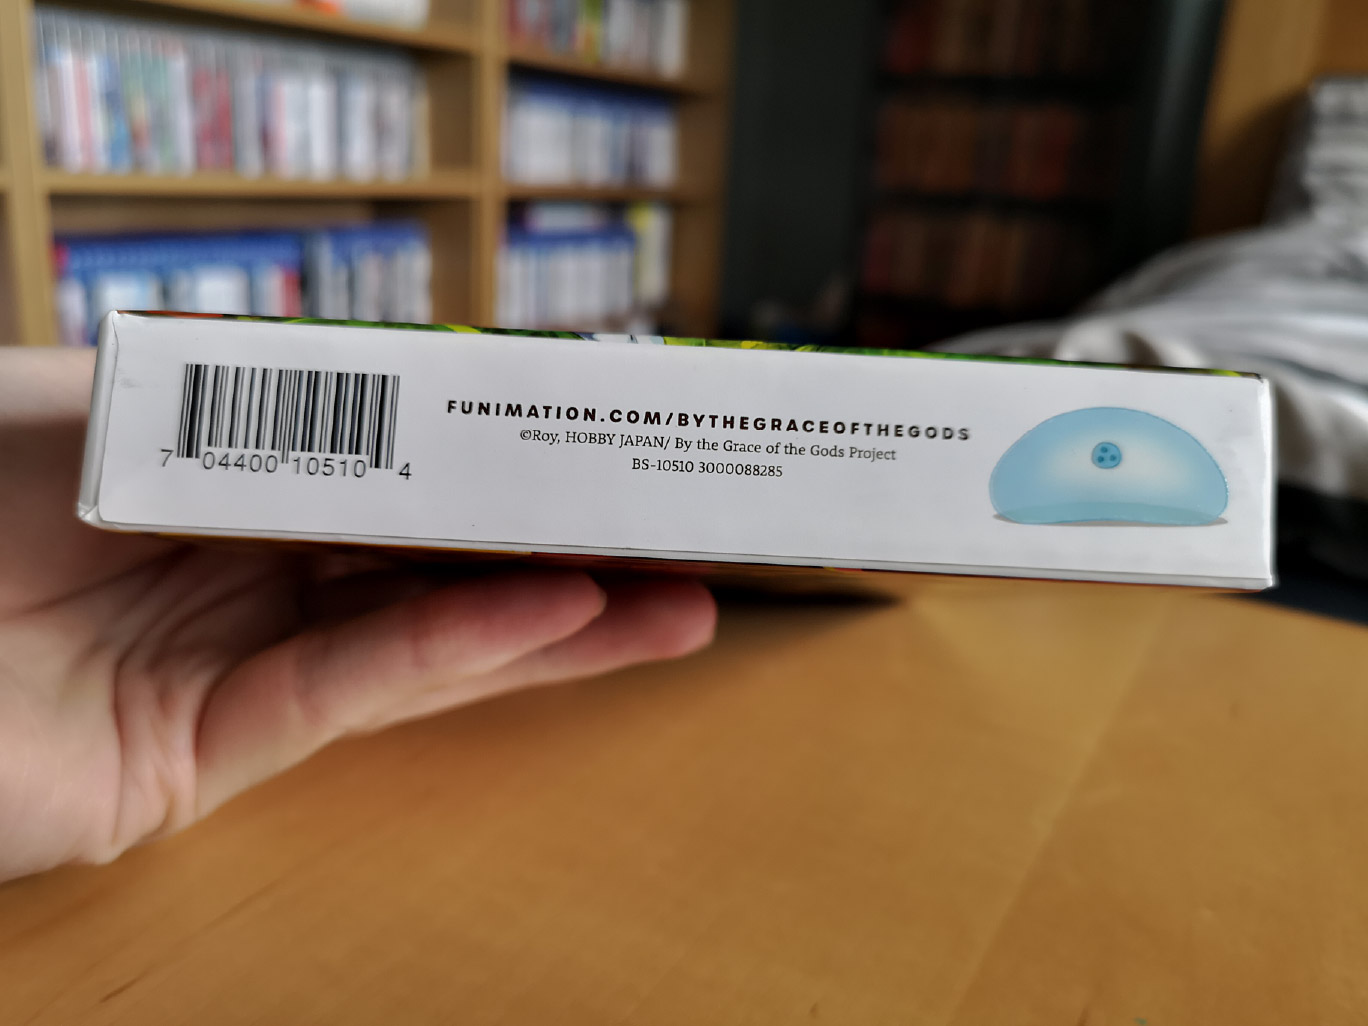 7 04400 10510 4
FUNIMATION.COM/BYTHEGRACEOFTHEGODS
©Roy, HOBBY JAPAN/ By the Grace of the Gods Project
BS-10510 3000088285